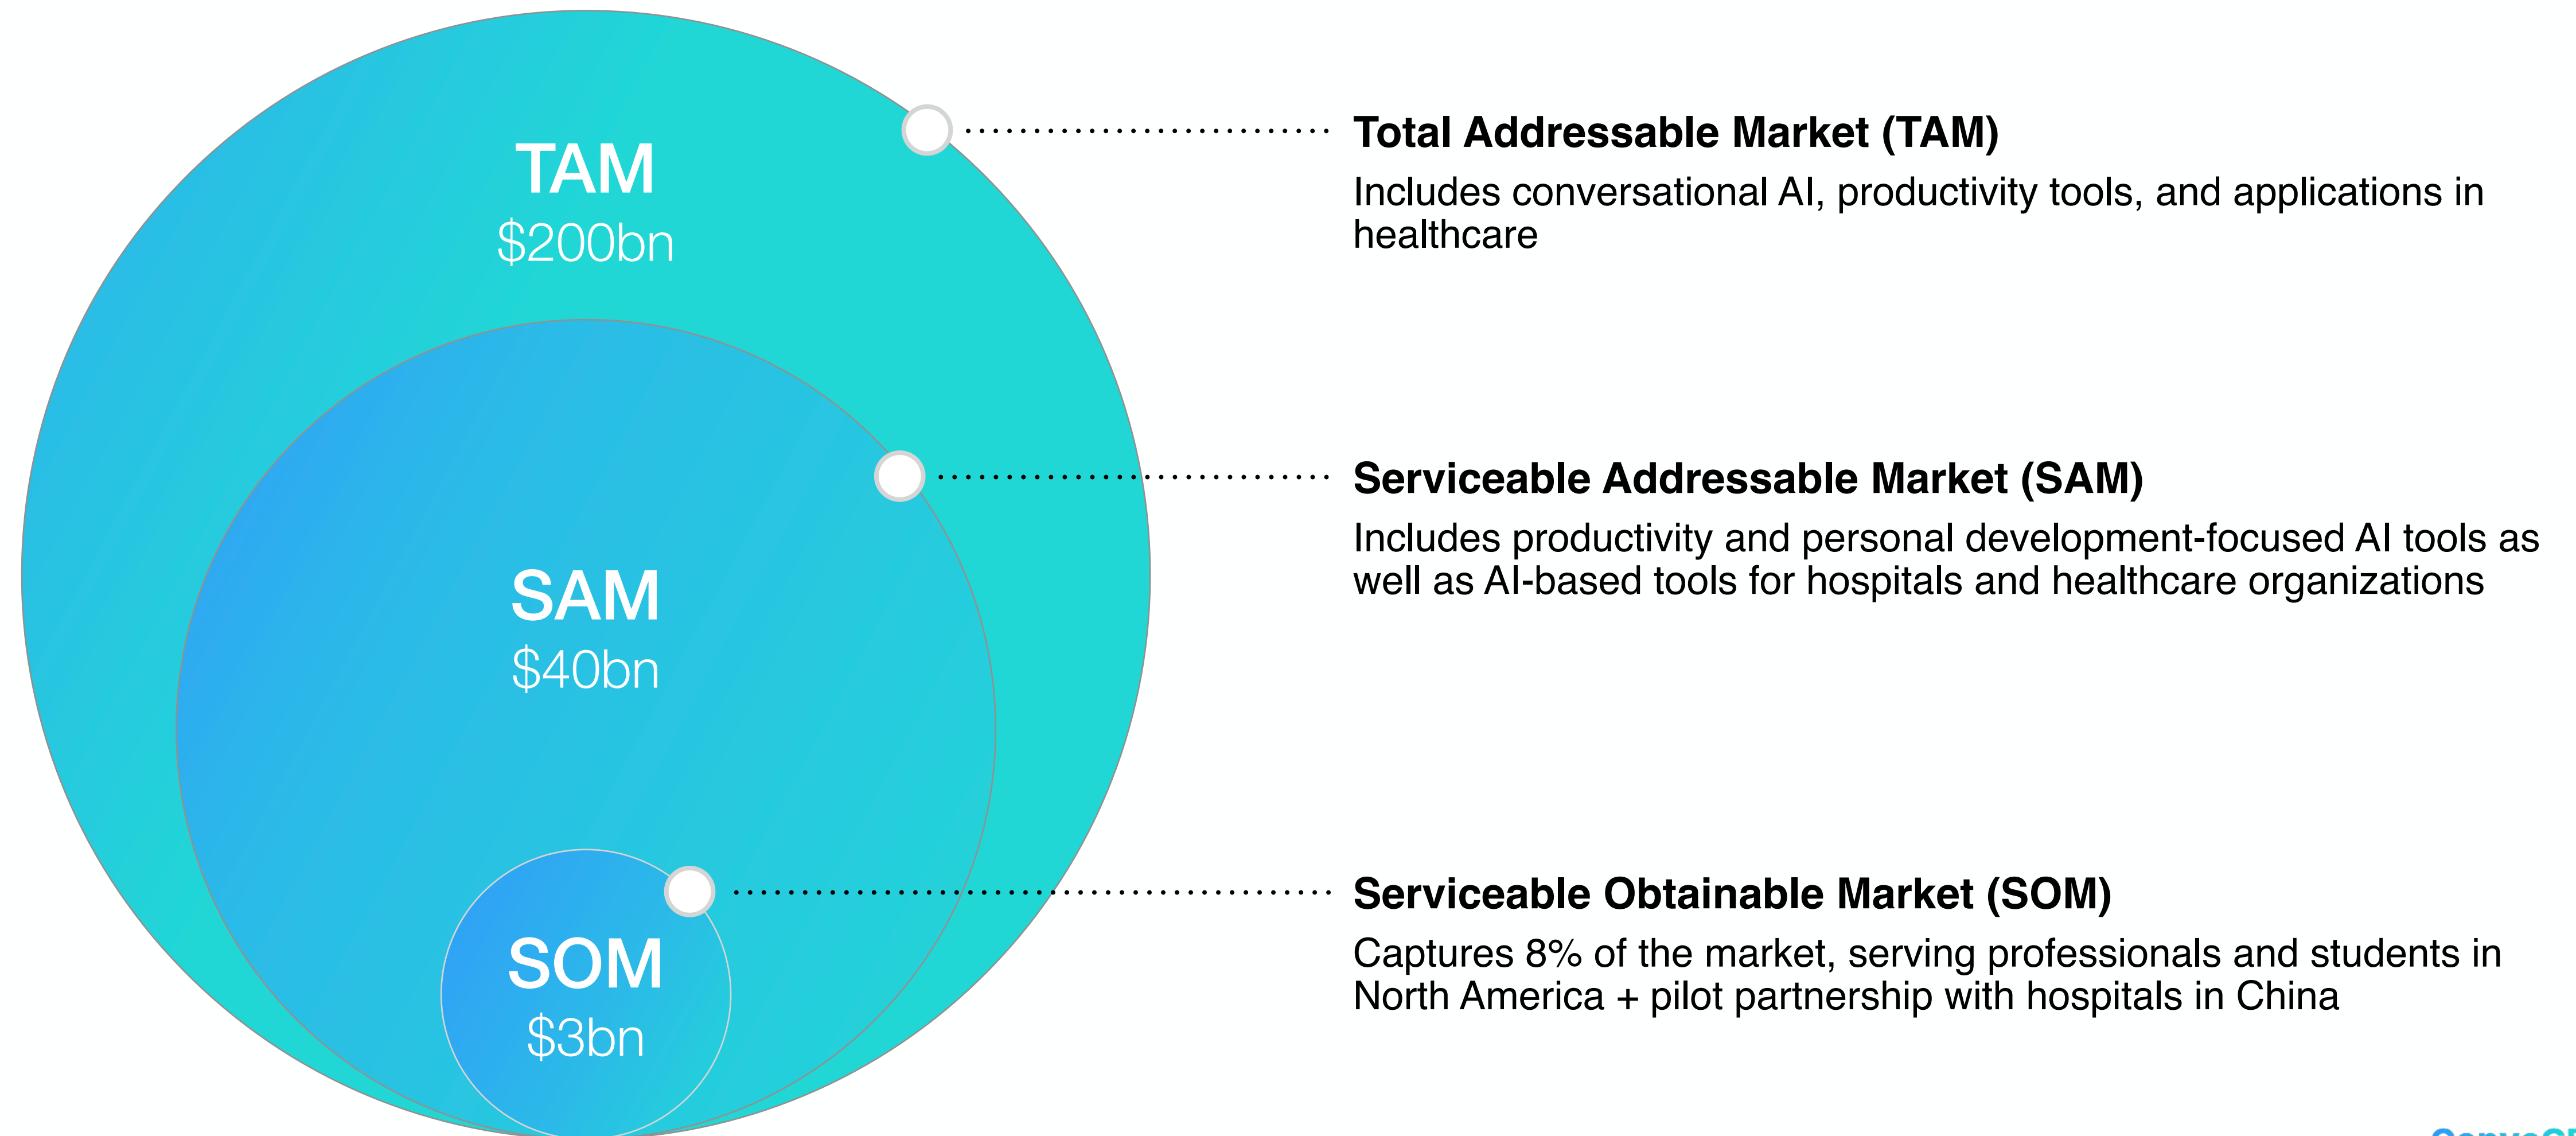 TAM
$200bn
Total Addressable Market (TAM)
Includes conversational AI, productivity tools, and applications in
healthcare
SAM
$40bn
Serviceable Addressable Market (SAM)
Includes productivity and personal development-focused AI tools as
well as AI-based tools for hospitals and healthcare organizations
SOM
$3bn
Serviceable Obtainable Market (SOM)
Captures 8% of the market, serving professionals and students in
North America + pilot partnership with hospitals in China